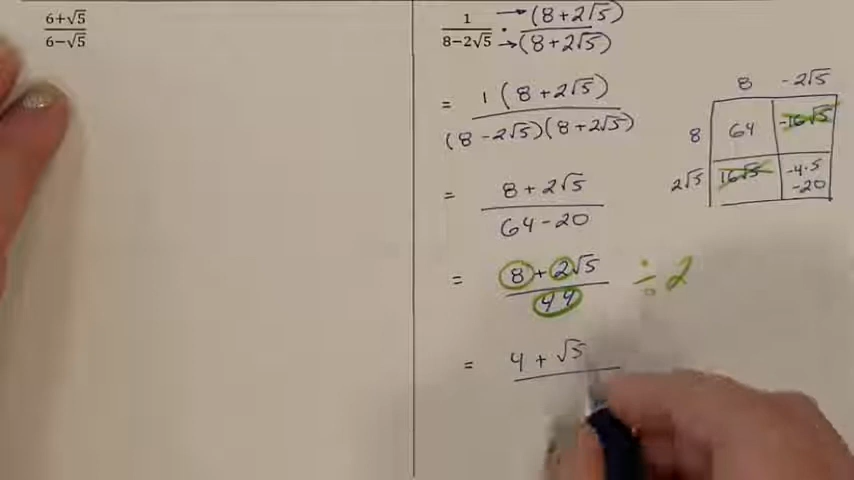 6+√5
6−√5
1
8−2√5
· → (8+2√5)
→ (8+2√5)
= 1 (8+2√5)
(8-2√5)(8+2√5)
= 8+2√5
64-20
= 8+2√5 ÷2
44
= 4+√5
8 -2√5
8 64 -16√5
2√5 16√5 -4·5
-20